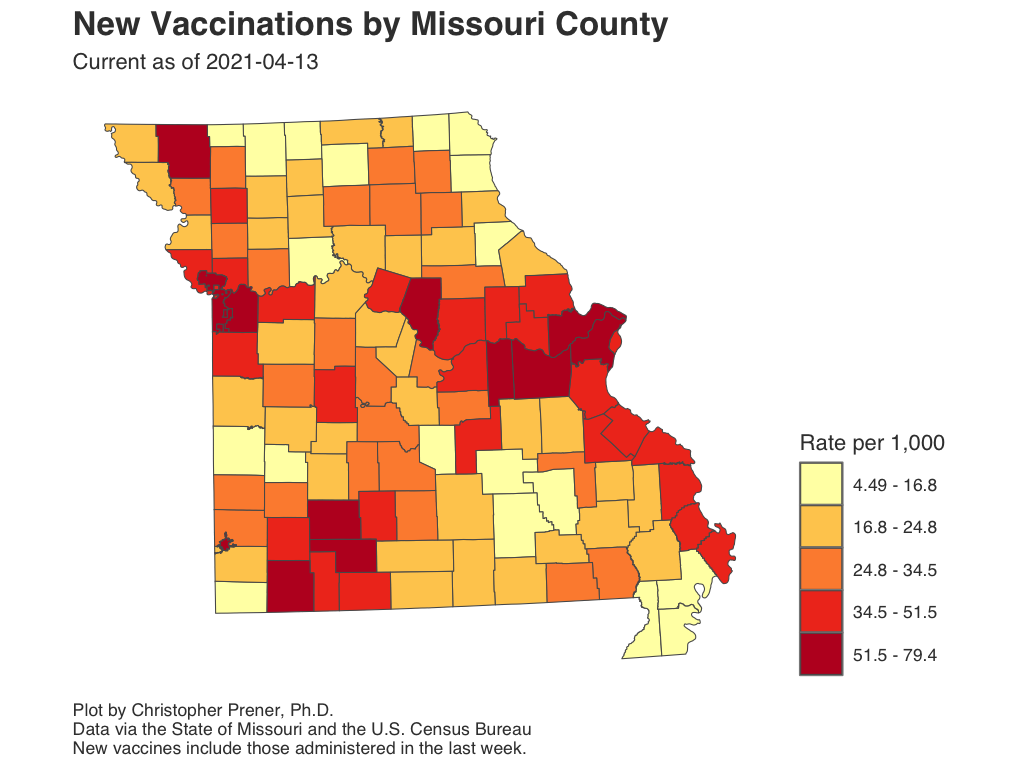 New Vaccinations by Missouri County
Current as of 2021-04-13
Rate per 1,000
4.49 - 16.8
16.8 - 24.8
24.8 - 34.5
34.5 - 51.5
51.5 - 79.4
Plot by Christopher Prener, Ph.D.
Data via the State of Missouri and the U.S. Census Bureau
New vaccines include those administered in the last week.